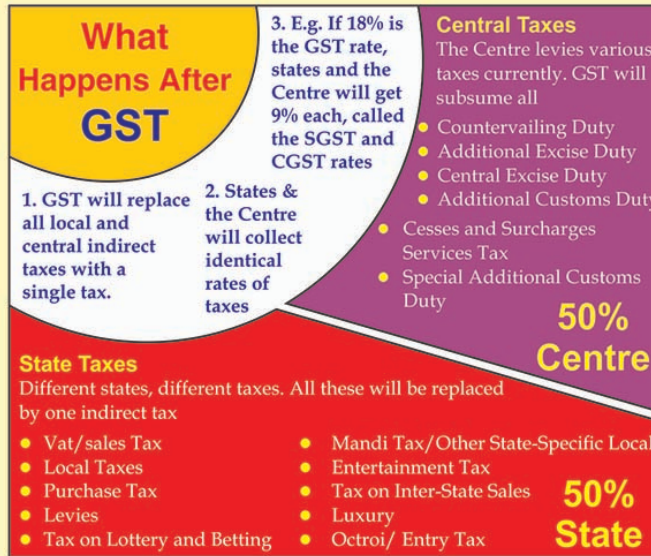 What
Happens After
GST
1. GST will replace
all local and
central indirect
taxes with a
single tax.
2. States &
the Centre
will collect
identical
rates of
taxes
3. E.g. If 18% is
the GST rate,
states and the
Centre will get
9% each, called
the SGST and
CGST rates
Central Taxes
The Centre levies various
taxes currently. GST will
subsume all
• Countervailing Duty
• Additional Excise Duty
• Central Excise Duty
• Additional Customs Duty
• Cesses and Surcharges
Services Tax
• Special Additional Customs
Duty
50%
Centre
State Taxes
Different states, different taxes. All these will be replaced
by one indirect tax
• Vat/sales Tax
• Local Taxes
• Purchase Tax
• Levies
• Tax on Lottery and Betting
• Mandi Tax/Other State-Specific Local
• Entertainment Tax
• Tax on Inter-State Sales
• Luxury
• Octroi/ Entry Tax
50%
State